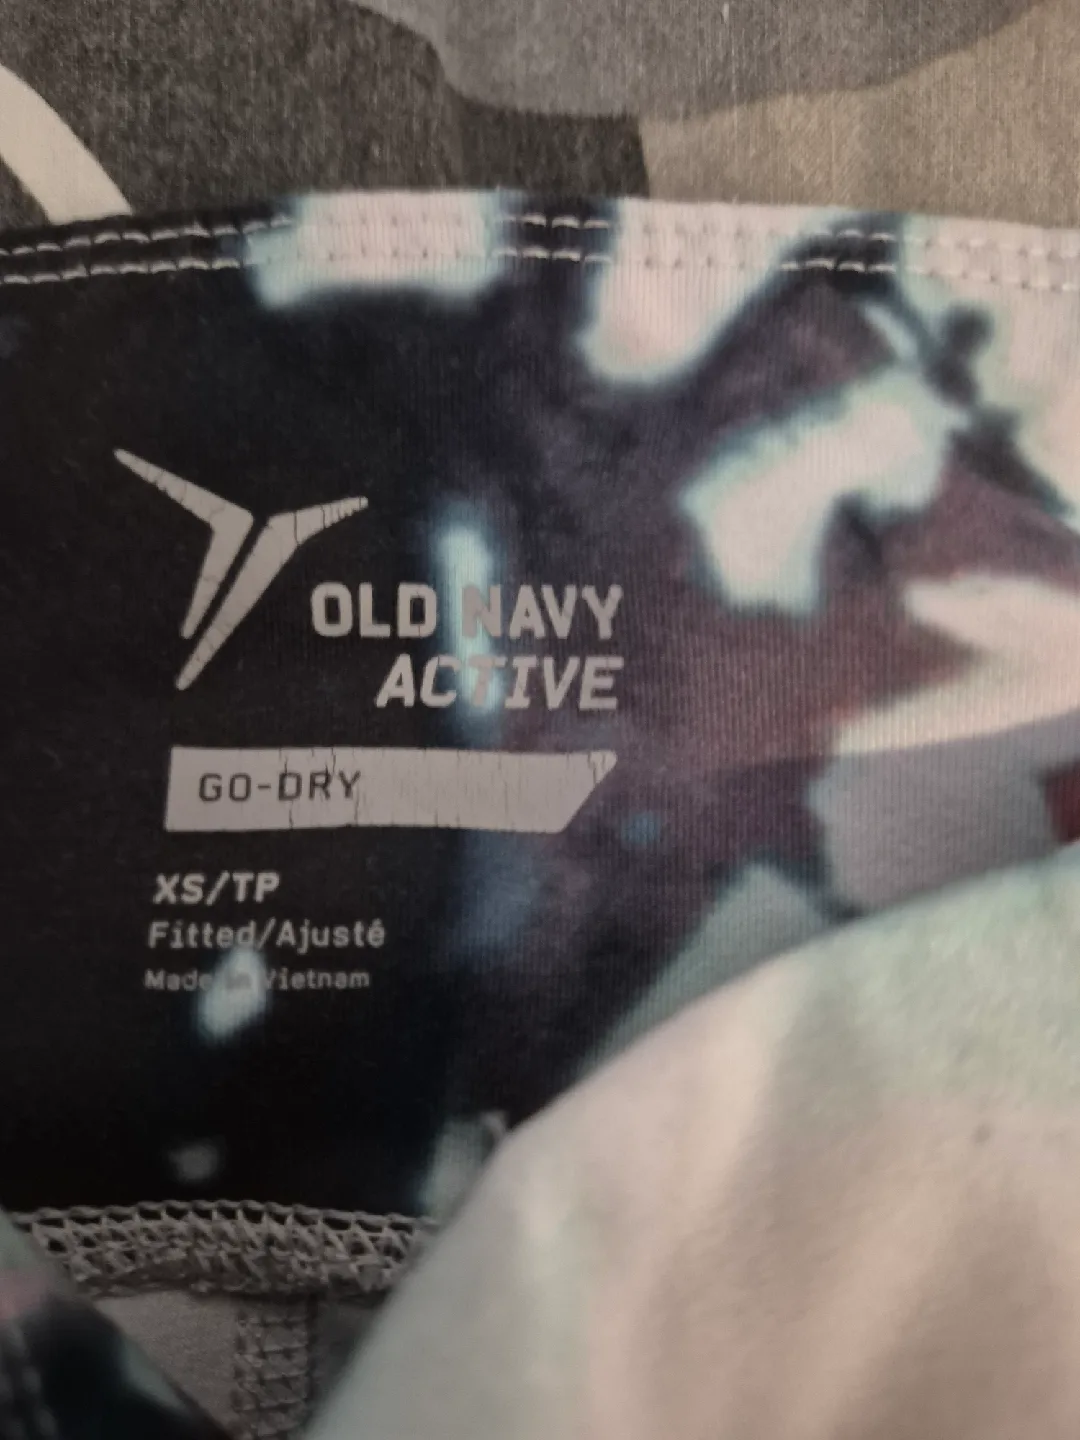 OLD NAVY
ACTIVE
GO-DRY
XS/TP
Fitted/Ajusté
Made in Vietnam